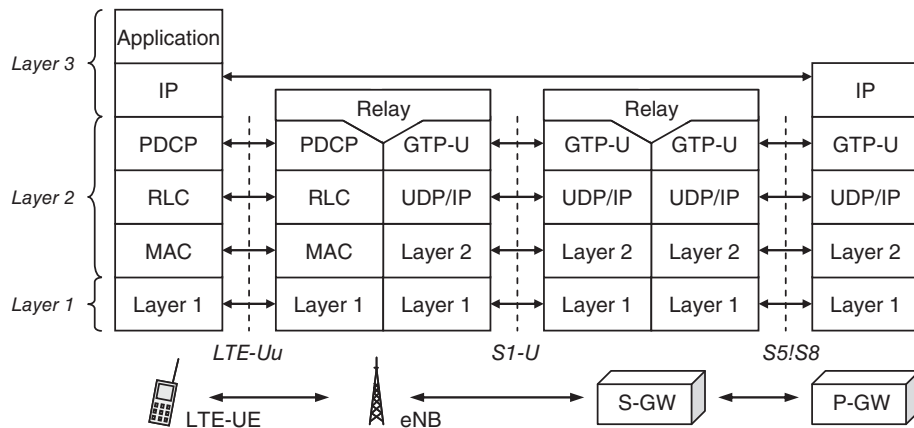 Application
Layer 3
IP
IP
Relay
Relay
PDCP
PDCP
GTP-U
GTP-U
GTP-U
GTP-U
Layer 2
RLC
RLC
UDP/IP
UDP/IP
UDP/IP
UDP/IP
MAC
MAC
Layer 2
Layer 2
Layer 2
Layer 2
Layer 1
Layer 1
Layer 1
Layer 1
Layer 1
Layer 1
Layer 1
LTE-Uu
S1-U
S5!S8
LTE-UE
eNB
S-GW
P-GW